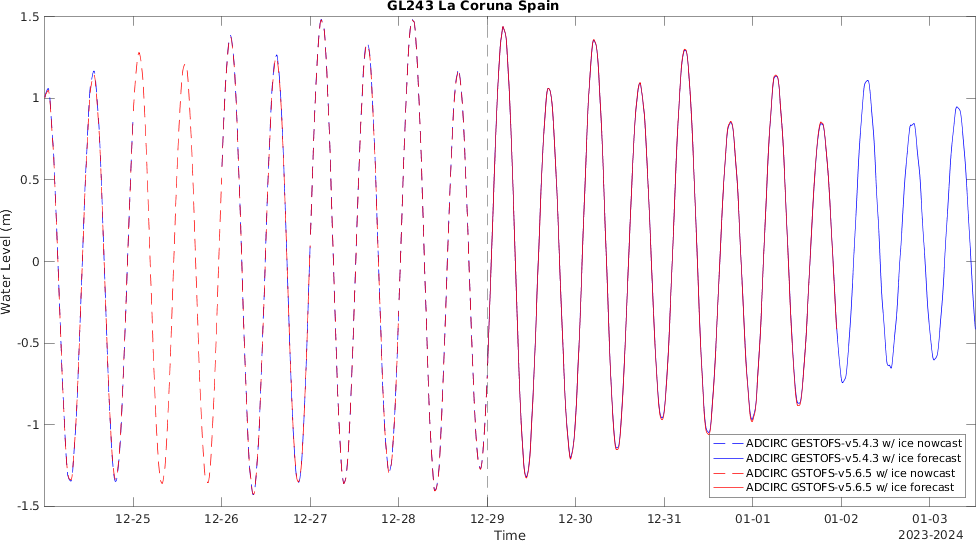 GL243 La Coruna Spain
1.5
1
0.5
0
-0.5
-1
-1.5
Water Level (m)
12-25 12-26 12-27 12-28 12-29 12-30 12-31 01-01 01-02 01-03
Time
2023-2024
ADCIRC GESTOFS-v5.4.3 w/ ice nowcast
ADCIRC GESTOFS-v5.4.3 w/ ice forecast
ADCIRC GSTOFS-v5.6.5 w/ ice nowcast
ADCIRC GSTOFS-v5.6.5 w/ ice forecast